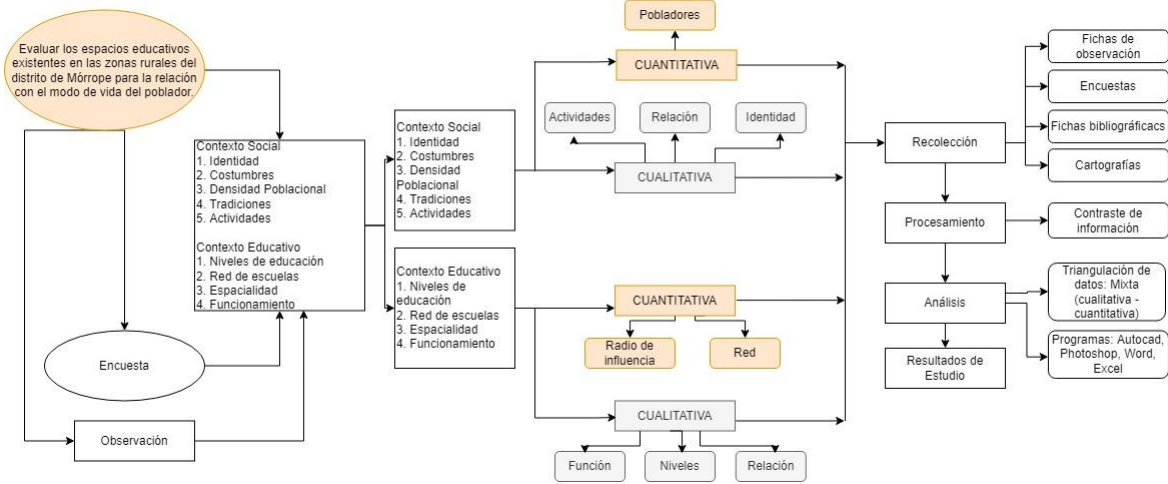 Evaluar los espacios educativos
existentes en las zonas rurales del
distrito de Mórrope para la relación
con el modo de vida del poblador.
Encuesta
Observación
Contexto Social
1. Identidad
2. Costumbres
3. Densidad Poblacional
4. Tradiciones
5. Actividades
Contexto Educativo
1. Niveles de educación
2. Red de escuelas
3. Espacialidad
4. Funcionamiento
Contexto Social
1. Identidad
2. Costumbres
3. Densidad
Poblacional
4. Tradiciones
5. Actividades
Contexto Educativo
1. Niveles de
educación
2. Red de escuelas
3. Espacialidad
4. Funcionamiento
Pobladores
CUANTITATIVA
Actividades
Relación
Identidad
CUALITATIVA
CUANTITATIVA
Radio de
influencia
Red
CUALITATIVA
Función
Niveles
Relación
Recolección
Procesamiento
Análisis
Resultados de
Estudio
Fichas de
observación
Encuestas
Fichas bibligráficacs
Cartografías
Contraste de
información
Triangulación de
datos: Mixta
(cualitativa -
cuantitativa)
Programas: Autocad,
Photoshop, Word,
Excel